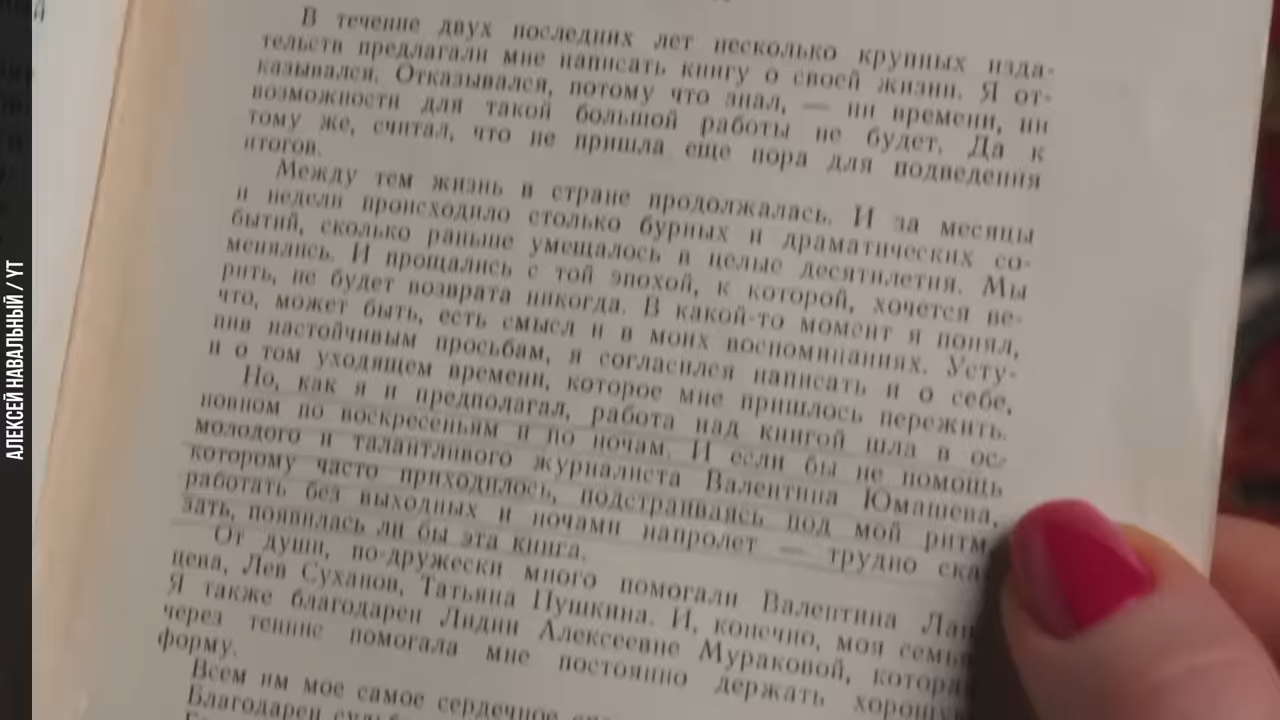 АЛЕКСЕЙ НАВАЛЬНЫЙ / YT
В течение двух последних лет несколько крупных изда-
тельств предлагали мне написать книгу о своей жизни. Я от-
казывался. Отказывался, потому что знал, — ни времени, ни
возможности для такой большой работы не будет. Да к
тому же, считал, что не пришла еще пора для подведения
итогов.
Между тем жизнь в стране продолжалась. И за месяцы
и недели происходило столько бурных и драматических со-
бытий, сколько раньше умещалось в целые десятилетия. Мы
менялись. И прощались с той эпохой, к которой, хочется ве-
рить, не будет возврата никогда. В какой-то момент я понял,
что, может быть, есть смысл и в моих воспоминаниях. Усту-
пив настойчивым просьбам, я согласился написать и о себе,
и о том уходящем времени, которое мне пришлось пережить.
Но, как я и предполагал, работа над книгой шла в ос-
новном по воскресеньям и по ночам. И если бы не помощь
молодого и талантливого журналиста Валентина Юмашева,
которому часто приходилось, подстраиваясь под мой ритм,
работать без выходных и ночами напролет — трудно ска
зать, появилась ли бы эта книга.
От души, по-дружески много помогали Валентина Лан
цева, Лев Суханов, Татьяна Пушкина. И, конечно, моя семья
Я также благодарен Лидии Алексеевне Мураковой, которая
через теннис помогала мне постоянно держать хорошую
форму.
Всем им мое самое сердечное
Благодарен